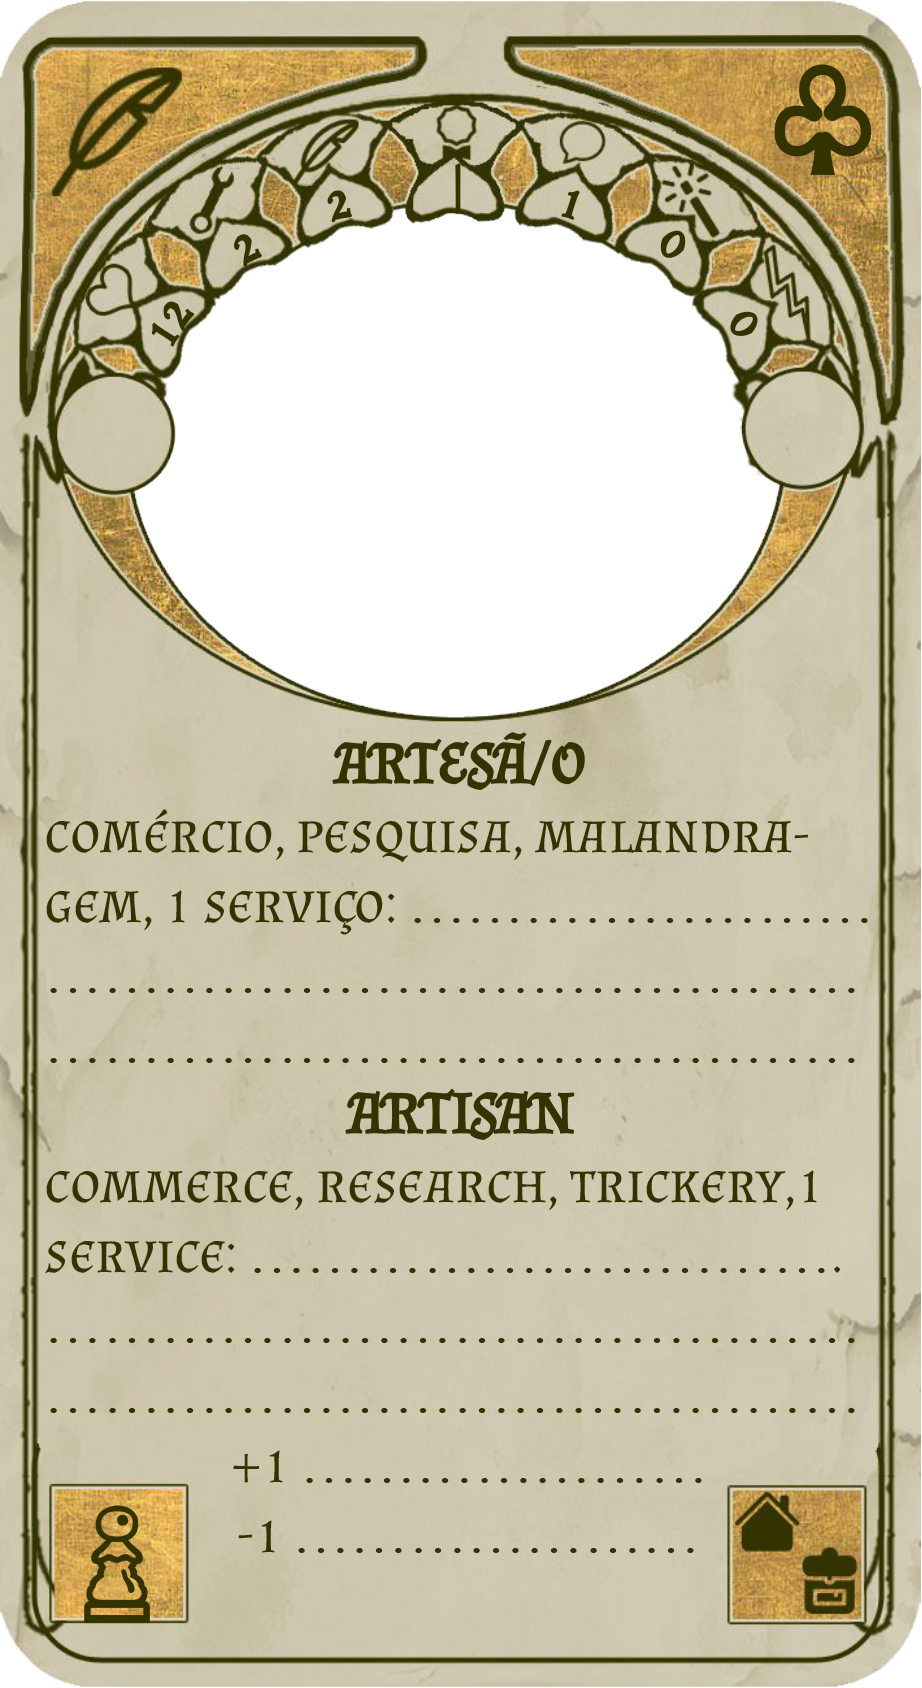 12
2
2
1
0
0
ARTESÃ/O
COMÉRCIO, PESQUISA, MALANDRA-
GEM, 1 SERVIÇO: ..........................
..................................
..................................
ARTISAN
COMMERCE, RESEARCH, TRICKERY,1
SERVICE: .........................
..................................
..................................
+1 .................
-1 .................